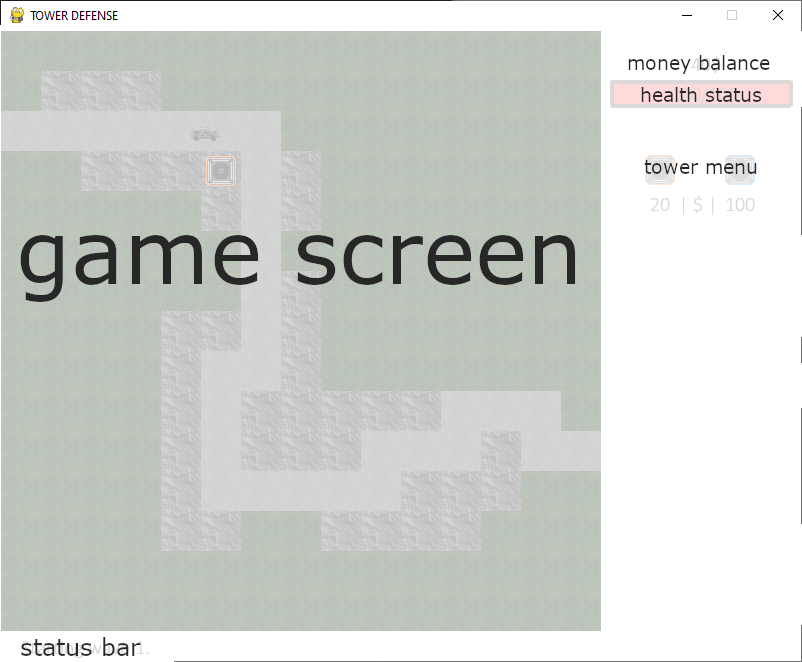 TOWER DEFENSE
money balance
health status
tower menu
20 | $ | 100
game screen
status bar